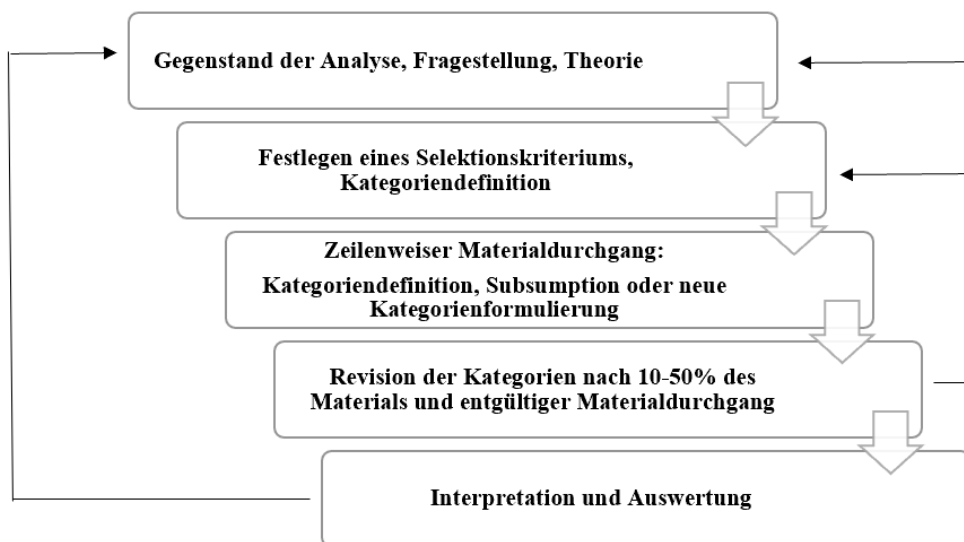 Gegenstand der Analyse, Fragestellung, Theorie
Festlegen eines Selektionskriteriums,
Kategoriendefinition
Zeilenweiser Materialdurchgang:
Kategoriendefinition, Subsumption oder neue
Kategorienformulierung
Revision der Kategorien nach 10-50% des
Materials und entgültiger Materialdurchgang
Interpretation und Auswertung